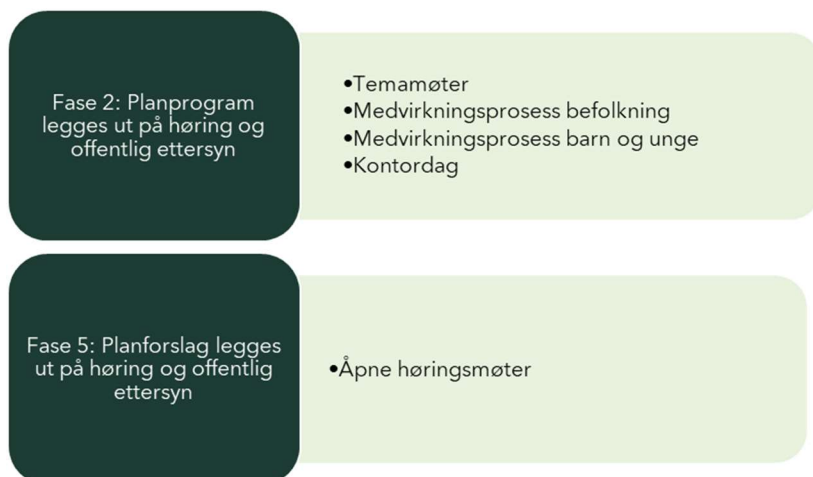 Fase 2: Planprogram
legges ut på høring og
offentlig ettersyn
•Temamøter
•Medvirkningsprosess befolkning
•Medvirkningsprosess barn og unge
•Kontordag
Fase 5: Planforslag legges
ut på høring og offentlig
ettersyn
•Åpne høringsmøter